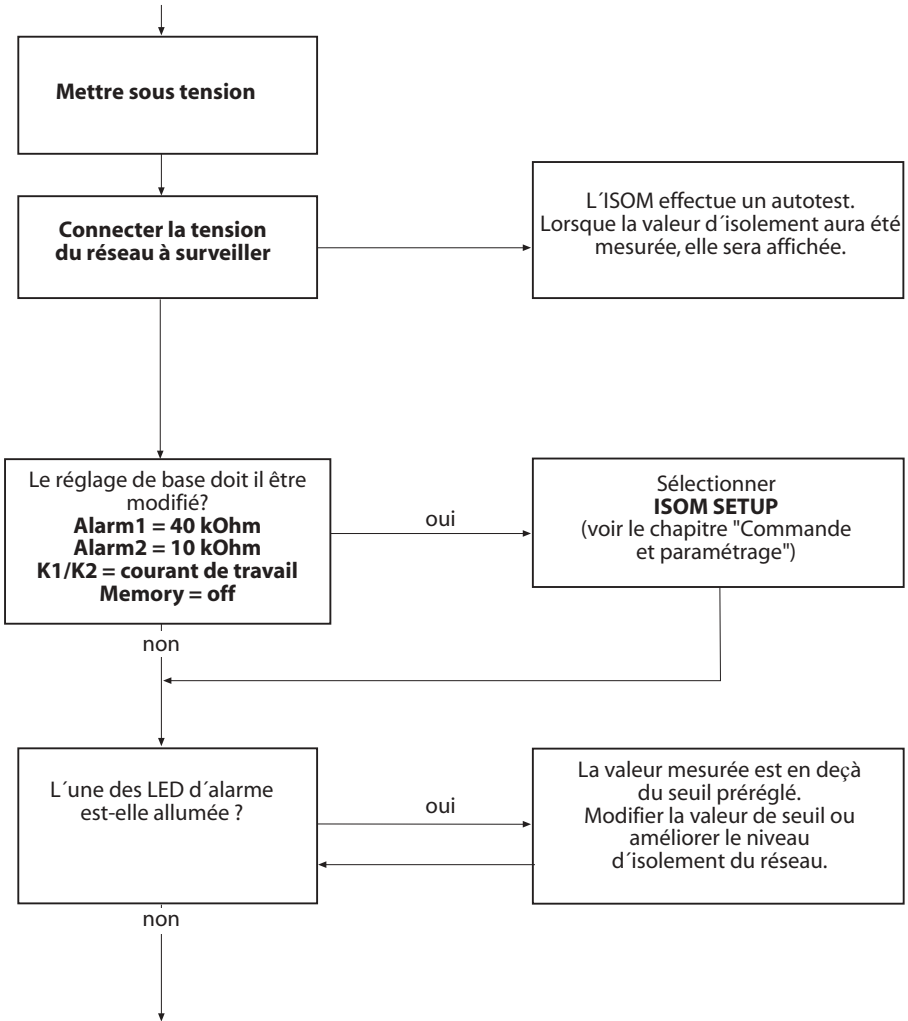 Mettre sous tension
Connecter la tension
du réseau à surveiller
L´ISOM effectue un autotest.
Lorsque la valeur d´isolement aura été
mesurée, elle sera affichée.
Le réglage de base doit il être
modifié?
Alarm1 = 40 kOhm
Alarm2 = 10 kOhm
K1/K2 = courant de travail
Memory = off
oui
Sélectionner
ISOM SETUP
(voir le chapitre "Commande
et paramétrage")
non
L´une des LED d´alarme
est-elle allumée ?
oui
La valeur mesurée est en deçà
du seuil préréglé.
Modifier la valeur de seuil ou
améliorer le niveau
d´isolement du réseau.
non